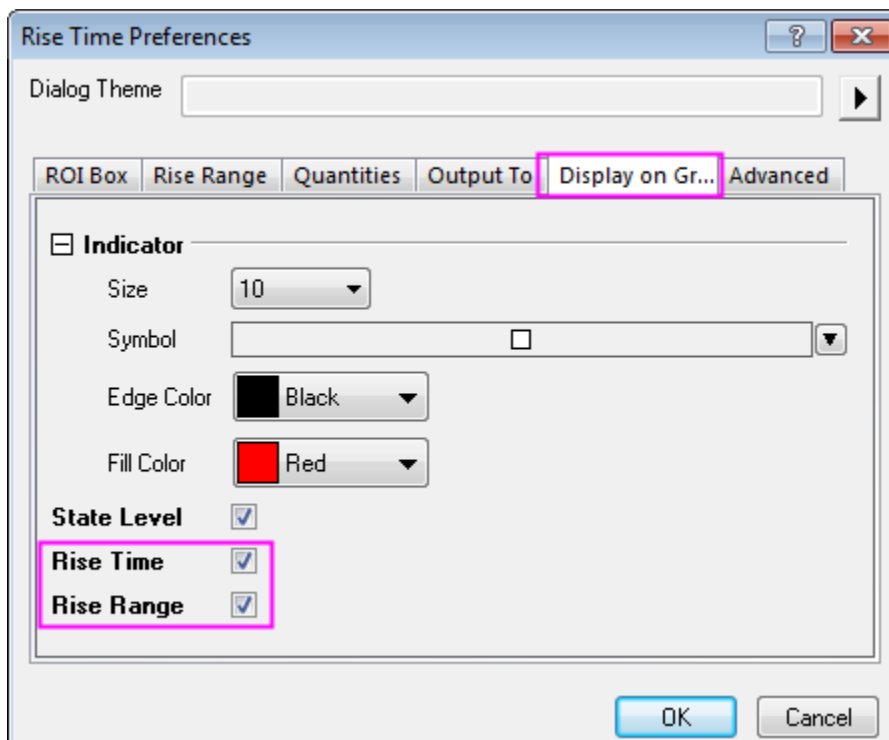 Rise Time Preferences
Dialog Theme
ROI Box Rise Range Quantities Output To Display on Gr... Advanced
Indicator
Size 10
Symbol
Edge Color Black
Fill Color Red
State Level
Rise Time
Rise Range
OK Cancel